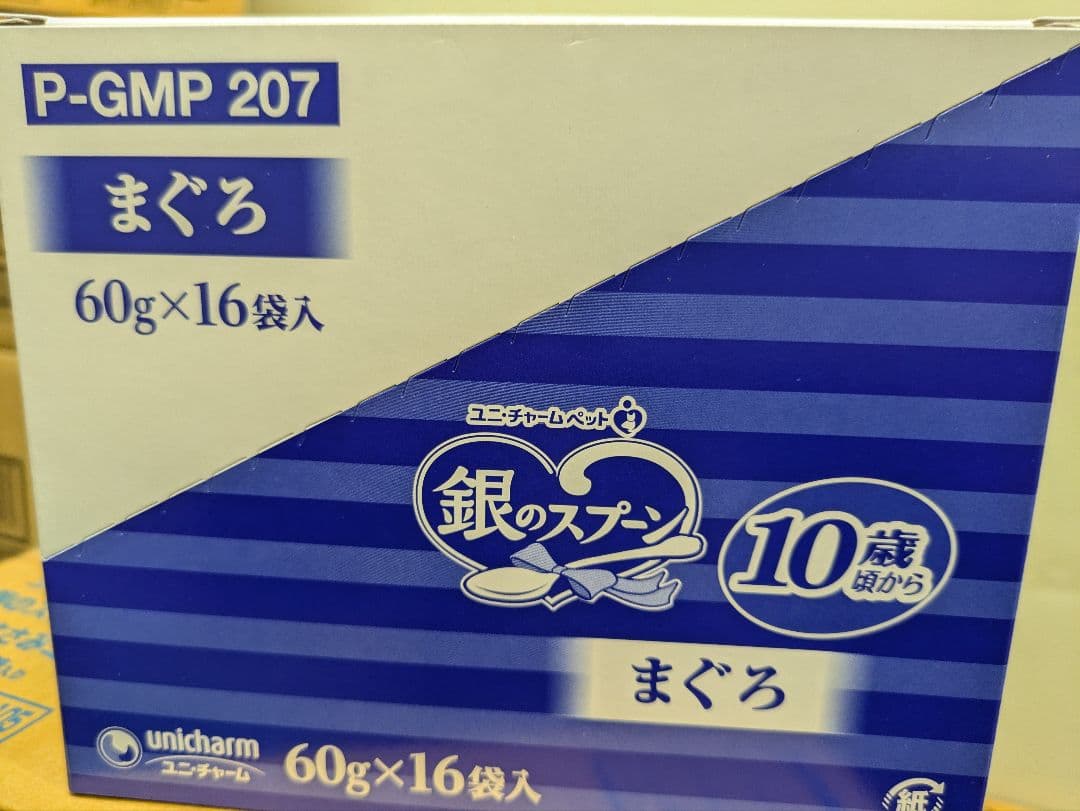 P-GMP 207
まぐろ
60g×16袋入
ユニ・チャームペット
銀のスプーン
10歳
頃から
まぐろ
unicharm
ユニ・チャーム
60g×16袋入
紙